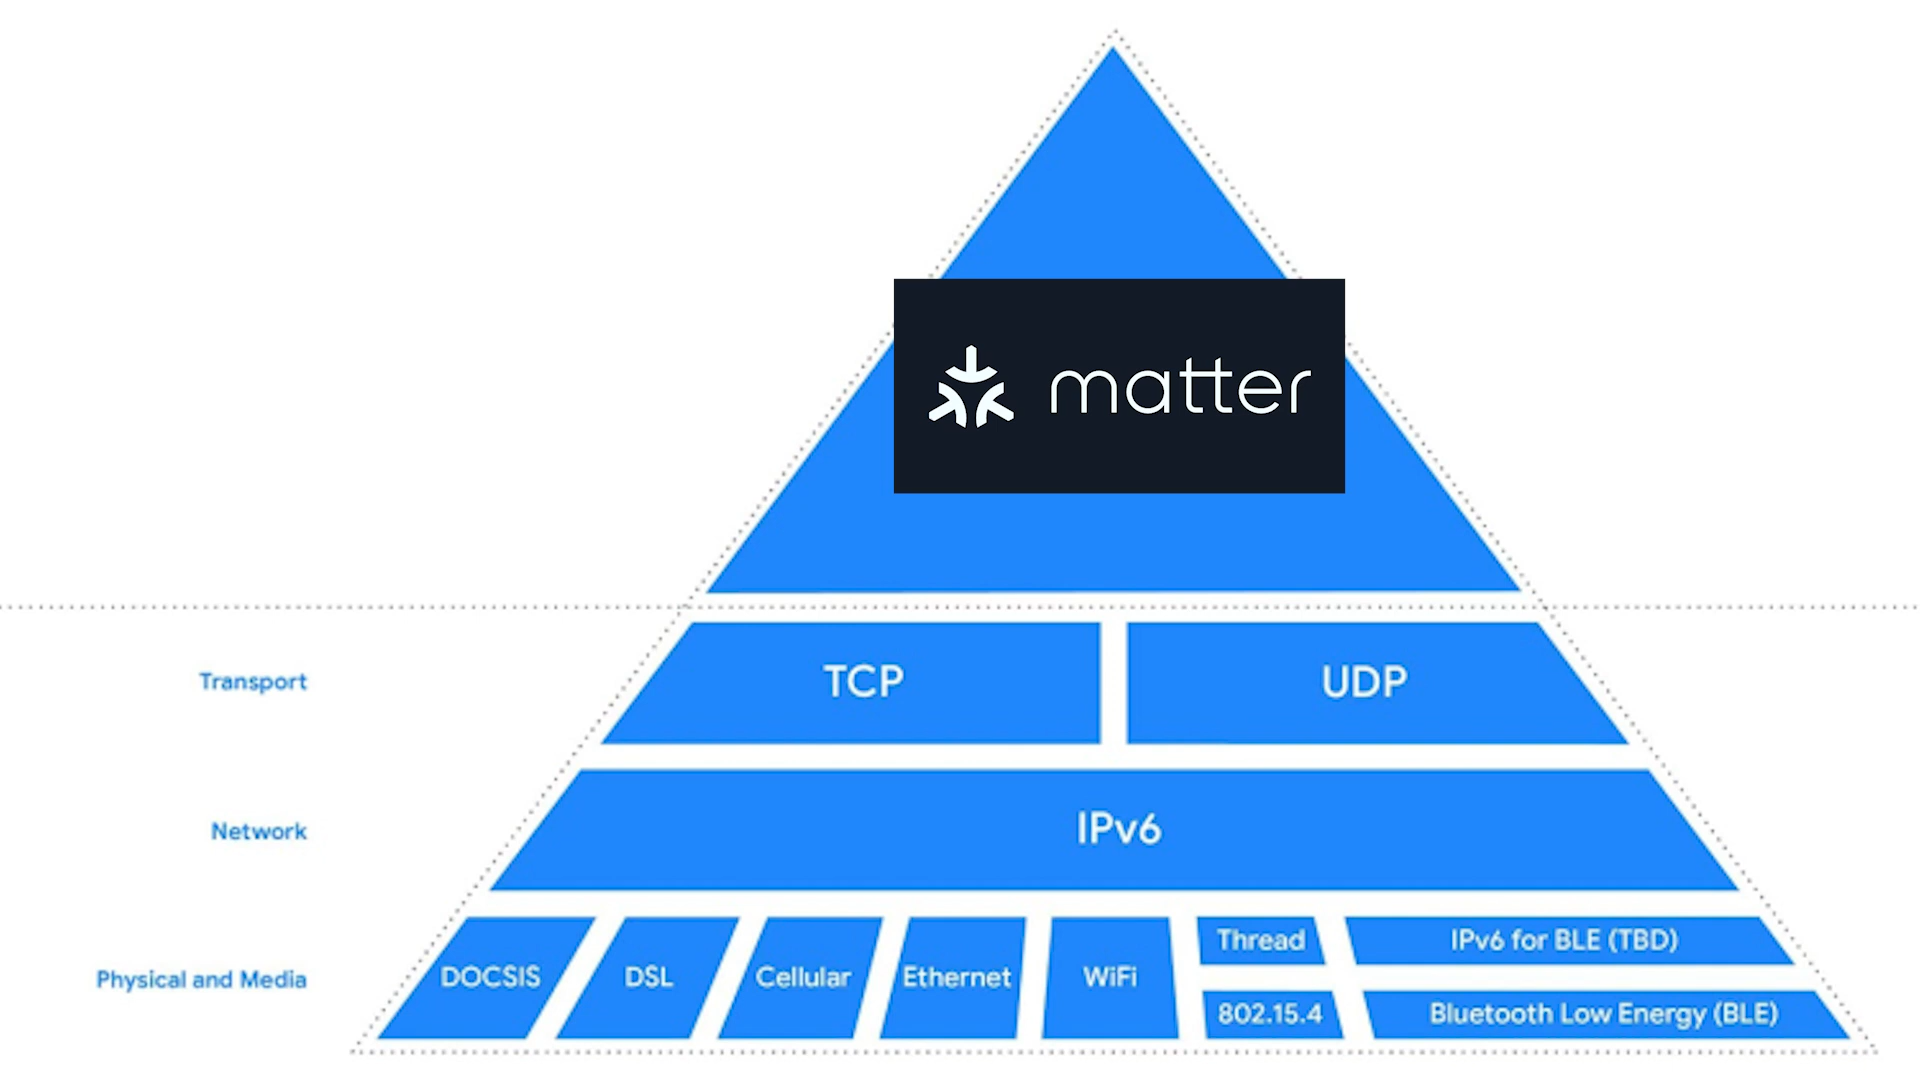 matter
Transport
TCP
UDP
Network
IPv6
Physical and Media
DOCSIS
DSL
Cellular
Ethernet
WiFi
Thread
802.15.4
IPv6 for BLE (TBD)
Bluetooth Low Energy (BLE)